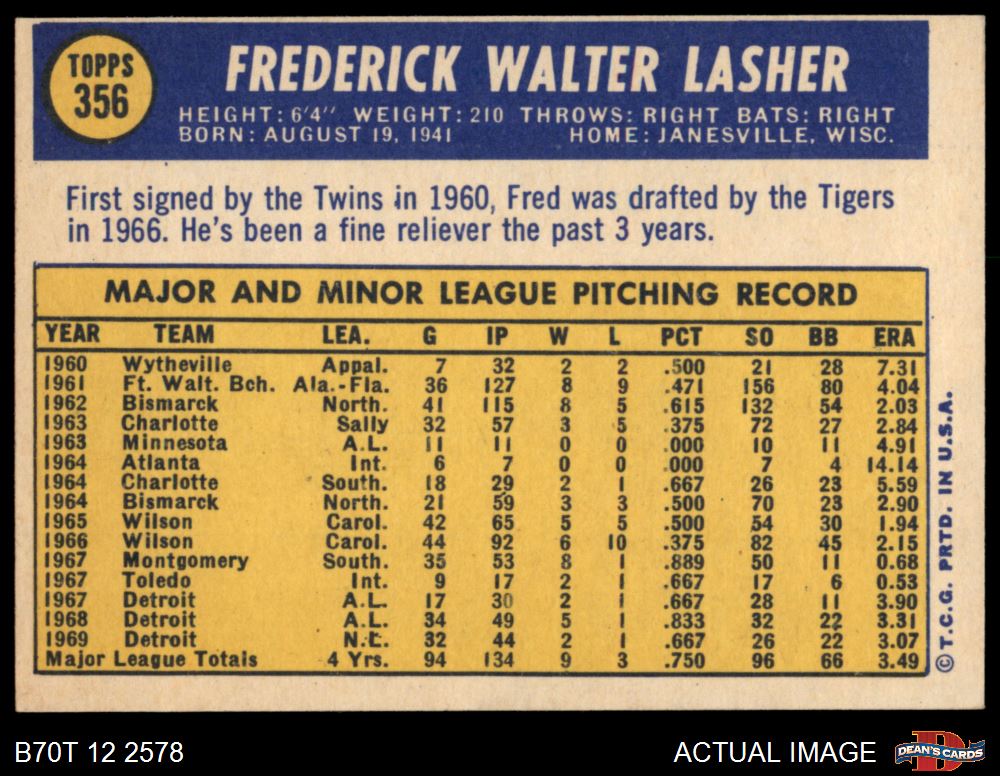 TOPPS
356
FREDERICK WALTER LASHER
HEIGHT: 6'4" WEIGHT: 210 THROWS: RIGHT BATS: RIGHT
BORN: AUGUST 19, 1941 HOME: JANESVILLE, WISC.
First signed by the Twins in 1960, Fred was drafted by the Tigers
in 1966. He's been a fine reliever the past 3 years.
MAJOR AND MINOR LEAGUE PITCHING RECORD
YEAR TEAM LEA. G IP W L PCT SO BB ERA
1960 Wytheville Appal. 7 32 2 2 .500 21 28 7.31
1961 Ft. Walt. Bch. Ala.-Fla. 36 127 8 9 .471 156 80 4.04
1962 Bismarck North. 41 115 8 5 .615 132 54 2.03
1963 Charlotte Sally 32 57 3 5 .375 72 27 2.84
1963 Minnesota A.L. 11 11 0 0 .000 10 11 4.91
1964 Atlanta Int. 6 7 0 0 .000 7 4 14.14
1964 Charlotte South. 18 29 2 1 .667 26 23 5.59
1964 Bismarck North. 21 59 3 3 .500 70 23 2.90
1965 Wilson Carol. 42 65 5 5 .500 54 30 1.94
1966 Wilson Carol. 44 92 6 10 .375 82 45 2.15
1967 Montgomery South. 35 53 8 1 .889 50 11 0.68
1967 Toledo Int. 9 17 2 1 .667 17 6 0.53
1967 Detroit A.L. 17 30 2 1 .667 28 11 3.90
1968 Detroit A.L. 34 49 5 1 .833 32 22 3.31
1969 Detroit N.L. 32 44 2 1 .667 26 22 3.07
Major League Totals 4 Yrs. 94 134 9 3 .750 96 66 3.49
© T.C.G. PRTD. IN U.S.A.
B70T 12 2578
ACTUAL IMAGE
DEAN'S CARDS